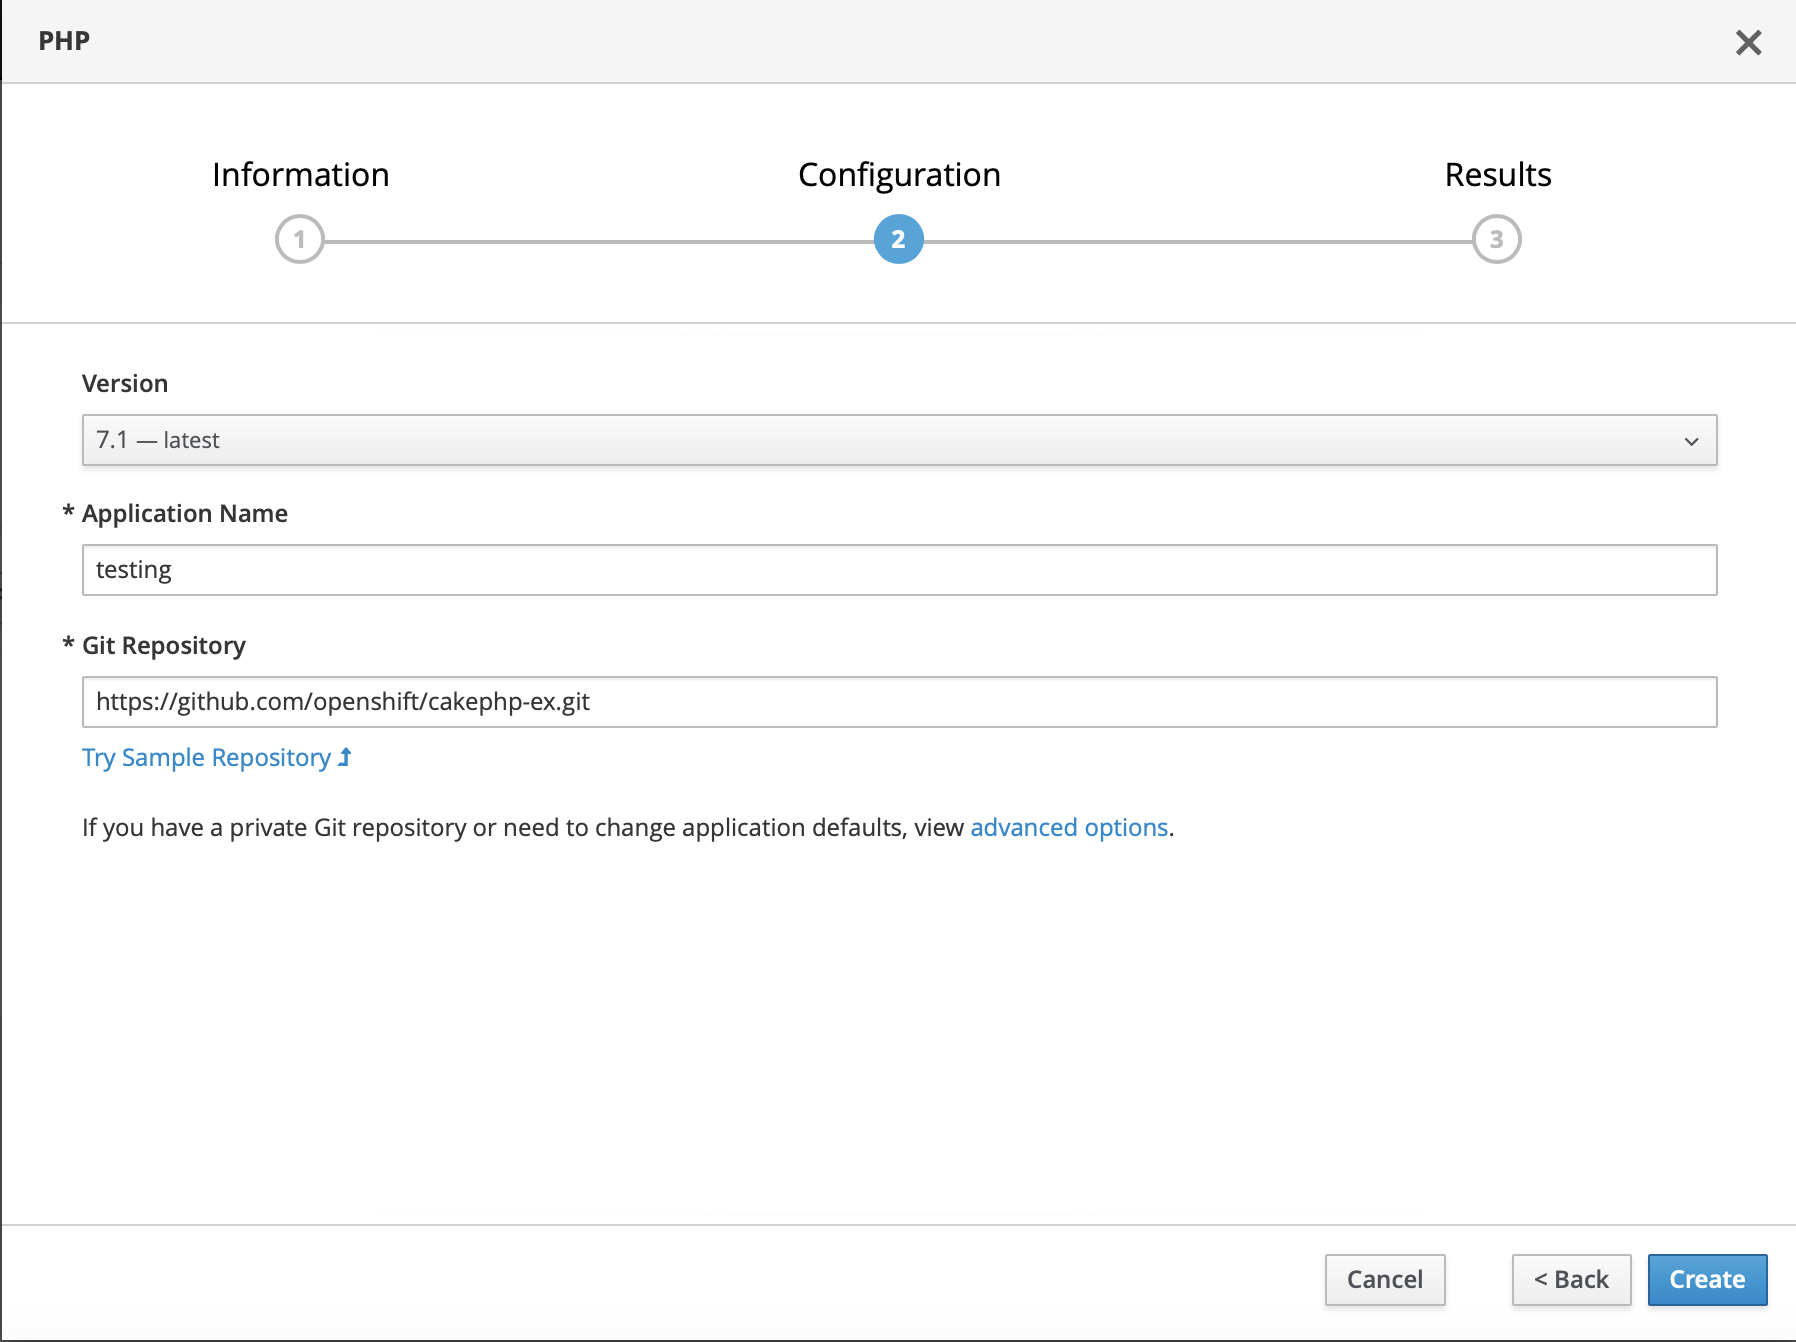 PHP
Information
Configuration
Results
1
2
3
Version
7.1 — latest
* Application Name
testing
* Git Repository
https://github.com/openshift/cakephp-ex.git
Try Sample Repository
If you have a private Git repository or need to change application defaults, view advanced options.
Cancel
< Back
Create